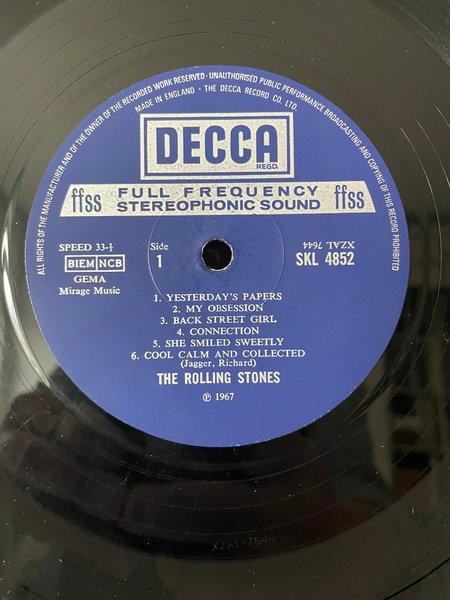 ALL RIGHTS OF THE MANUFACTURER AND OF THE OWNER OF THE RECORDED WORK RESERVED · UNAUTHORISED PUBLIC PERFORMANCE BROADCASTING AND COPYING OF THIS RECORD PROHIBITED
MADE IN ENGLAND · THE DECCA RECORD CO. LTD.
DECCA
REGD.
ffss FULL FREQUENCY STEREOPHONIC SOUND ffss
SPEED 33-⅓
BIEM NCB
GEMA
Mirage Music
Side
1
XZAL 7644
SKL 4852
1. YESTERDAY'S PAPERS
2. MY OBSESSION
3. BACK STREET GIRL
4. CONNECTION
5. SHE SMILED SWEETLY
6. COOL CALM AND COLLECTED
(Jagger, Richard)
THE ROLLING STONES
℗ 1967